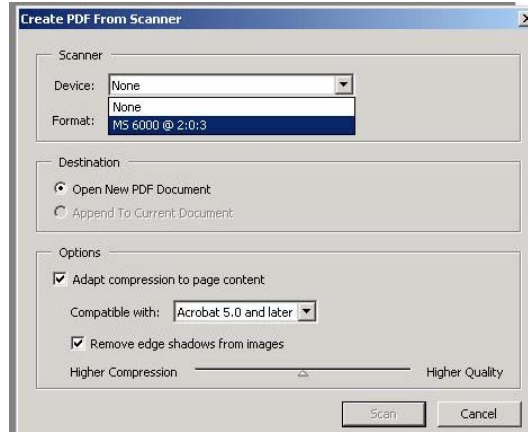 Create PDF From Scanner
Scanner
Device: None
None
Format: MS 6000 @ 2:0:3
Destination
Open New PDF Document
Append To Current Document
Options
Adapt compression to page content
Compatible with: Acrobat 5.0 and later
Remove edge shadows from images
Higher Compression Higher Quality
Scan Cancel